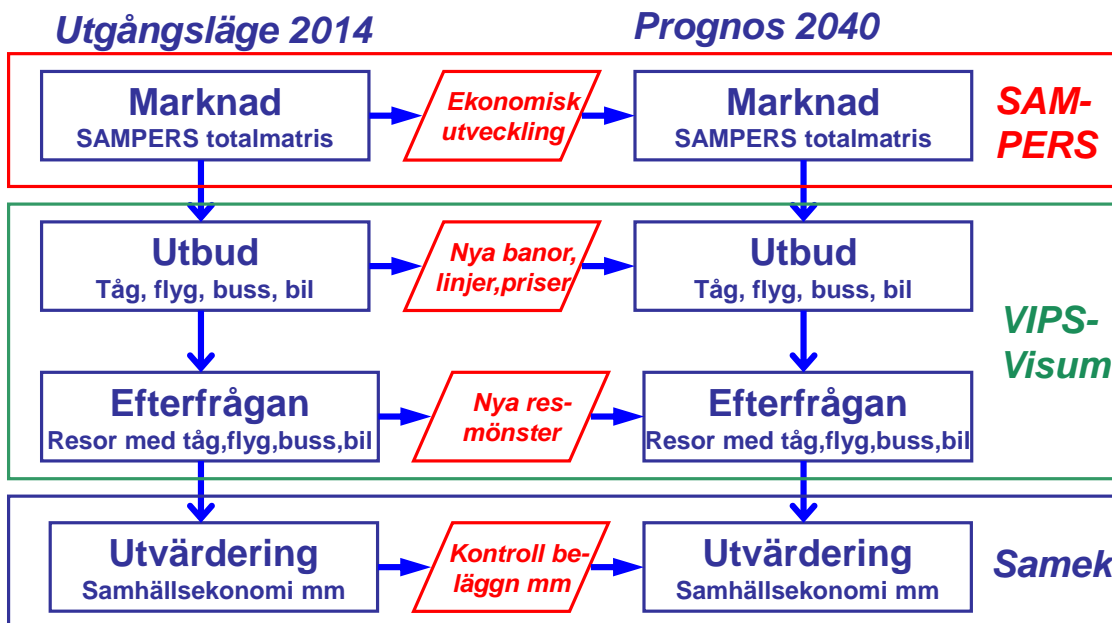 Utgångsläge 2014
Prognos 2040
Marknad
SAMPERS totalmatris
Ekonomisk
utveckling
Marknad
SAMPERS totalmatris
SAM-
PERS
Utbud
Tåg, flyg, buss, bil
Nya banor,
linjer,priser
Utbud
Tåg, flyg, buss, bil
VIPS-
Visum
Efterfrågan
Resor med tåg,flyg,buss,bil
Nya res-
mönster
Efterfrågan
Resor med tåg,flyg,buss,bil
Utvärdering
Samhällsekonomi mm
Kontroll be-
läggn mm
Utvärdering
Samhällsekonomi mm
Samek